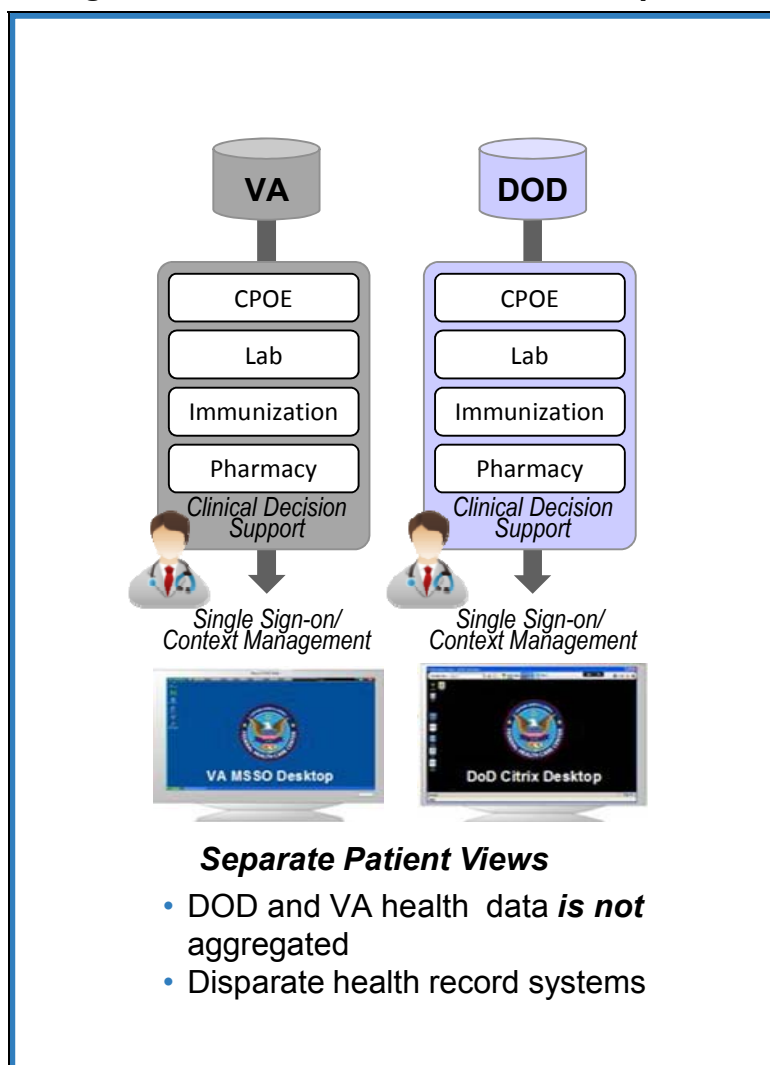 VA
DOD
CPOE
CPOE
Lab
Lab
Immunization
Immunization
Pharmacy
Pharmacy
Clinical Decision
Support
Clinical Decision
Support
Single Sign-on/
Context Management
Single Sign-on/
Context Management
VA MSSO Desktop
DoD Citrix Desktop
Separate Patient Views
• DOD and VA health data is not
aggregated
• Disparate health record systems